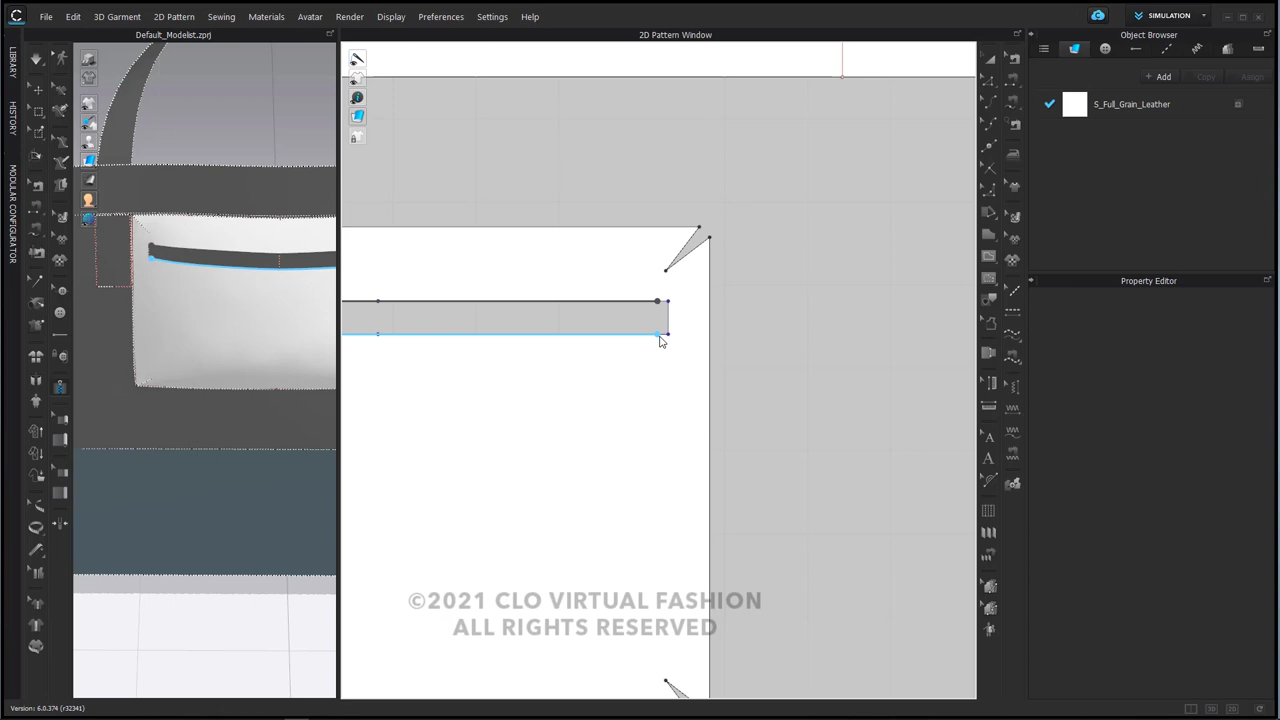 File Edit 3D Garment 2D Pattern Sewing Materials Avatar Render Display Preferences Settings Help
SIMULATION
Default_Modelist.zprj
2D Pattern Window
Object Browser
LIBRARY
HISTORY
MODULAR CONFIGURATOR
+ Add Copy Assign
S_Full_Grain_Leather
Property Editor
©2021 CLO VIRTUAL FASHION
ALL RIGHTS RESERVED
Version: 6.0.374 (r32341)